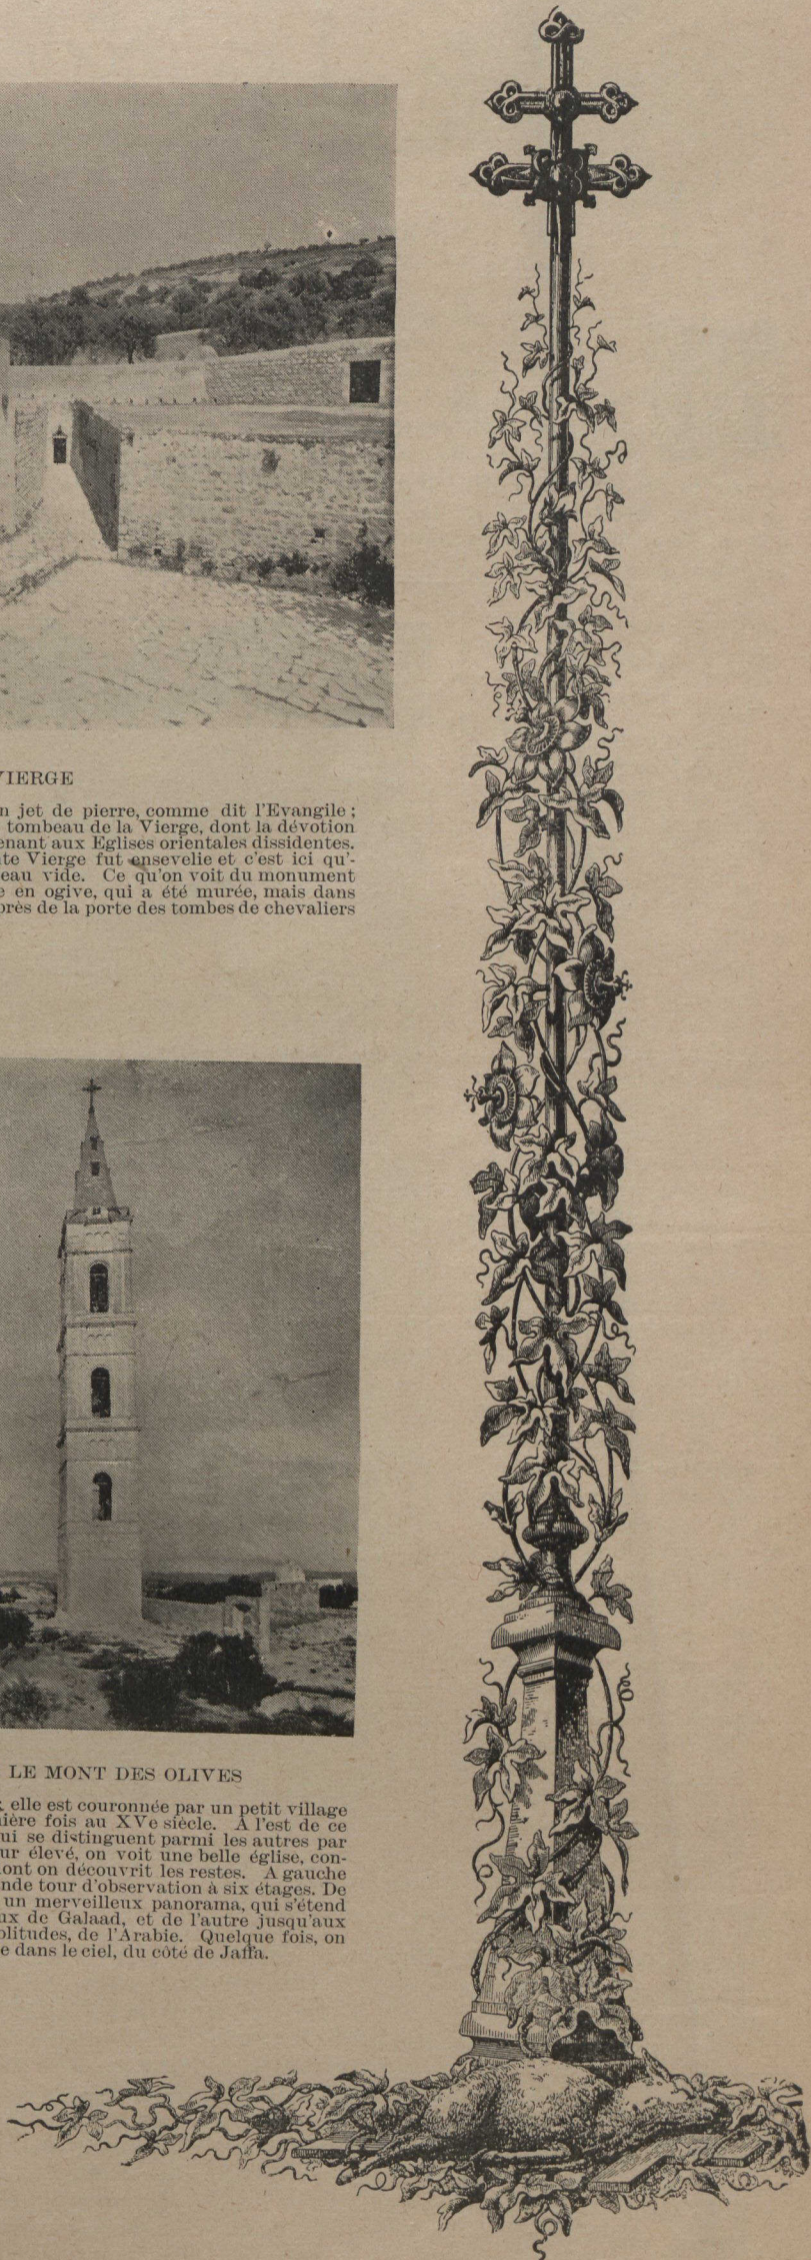 VIERGE
n jet de pierre, comme dit l'Evangile ;
tombeau de la Vierge, dont la dévotion
enant aux Eglises orientales dissidentes.
te Vierge fut ensevelie et c'est ici qu'-
eau vide. Ce qu'on voit du monument
e en ogive, qui a été murée, mais dans
près de la porte des tombes de chevaliers
LE MONT DES OLIVES
elle est couronnée par un petit village
ière fois au XVe siècle. A l'est de ce
ui se distinguent parmi les autres par
ur élevé, on voit une belle église, con-
ont on découvrit les restes. A gauche
nde tour d'observation à six étages. De
un merveilleux panorama, qui s'étend
ux de Galaad, et de l'autre jusqu'aux
olitudes, de l'Arabie. Quelque fois, on
e dans le ciel, du côté de Jaffa.